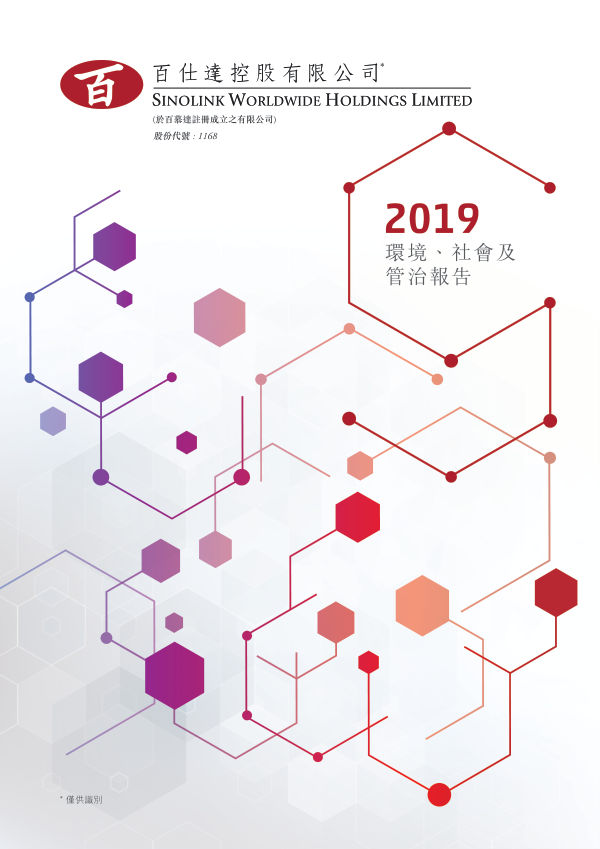 百
百仕達控股有限公司*
SINOLINK WORLDWIDE HOLDINGS LIMITED
(於百慕達註冊成立之有限公司)
股份代號 : 1168
2019
環境、社會及
管治報告
* 僅供識別